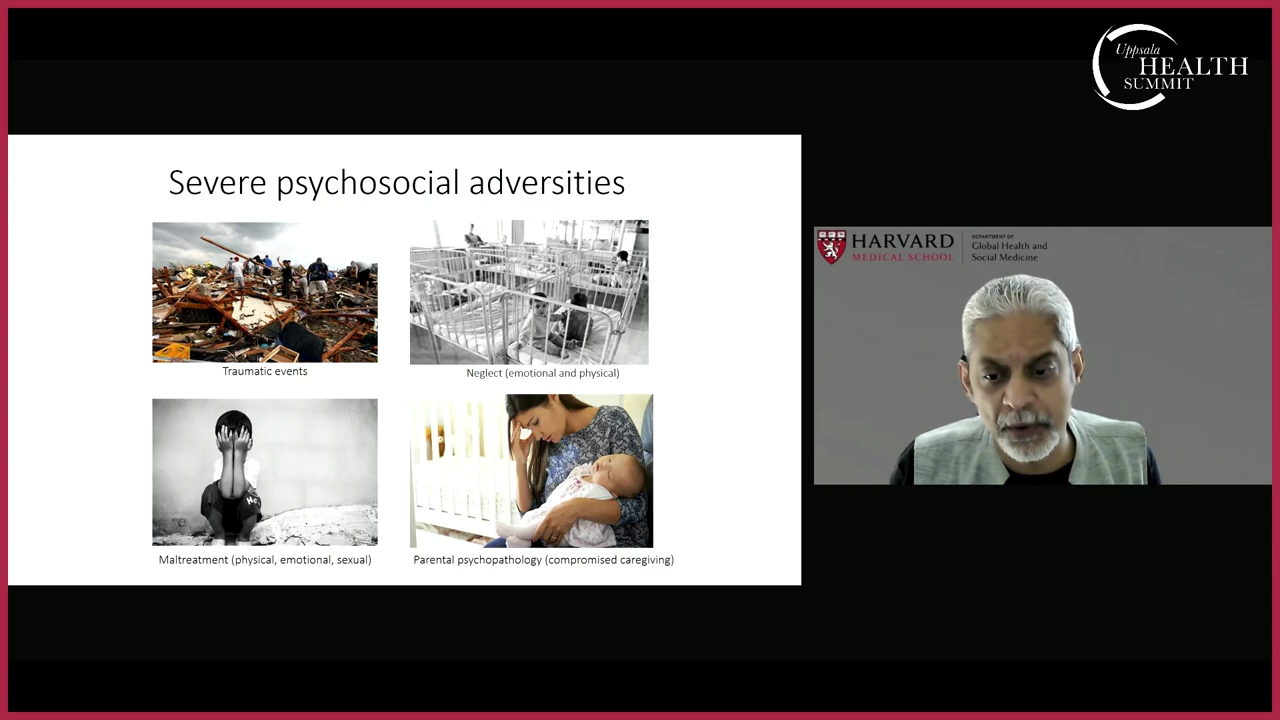 Uppsala
HEALTH
SUMMIT
Severe psychosocial adversities
Traumatic events
Neglect (emotional and physical)
Maltreatment (physical, emotional, sexual)
Parental psychopathology (compromised caregiving)
HARVARD
MEDICAL SCHOOL
DEPARTMENT OF
Global Health and
Social Medicine